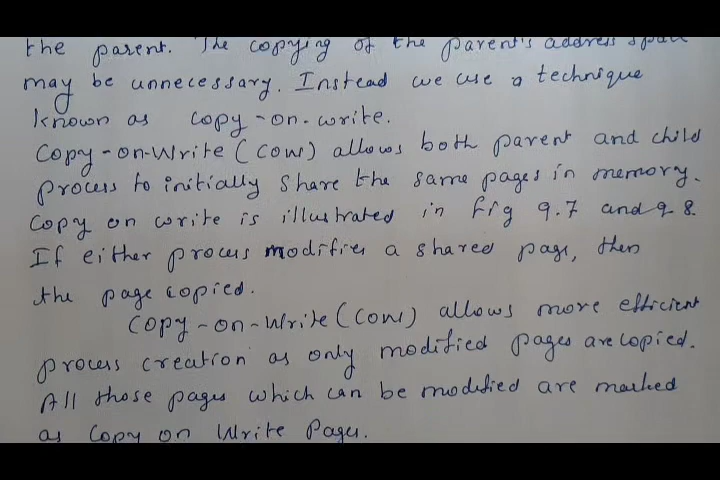 the parent. The copying of the parent's address space
may be unnecessary. Instead we use a technique
known as copy-on-write.
Copy-on-Write (COW) allows both parent and child
process to initially share the same pages in memory.
Copy on write is illustrated in fig 9.7 and 9.8.
If either process modifies a shared page, then
the page copied.
Copy-on-Write (COW) allows more efficient
process creation as only modified pages are copied.
All those pages which can be modified are marked
as Copy on Write Pages.